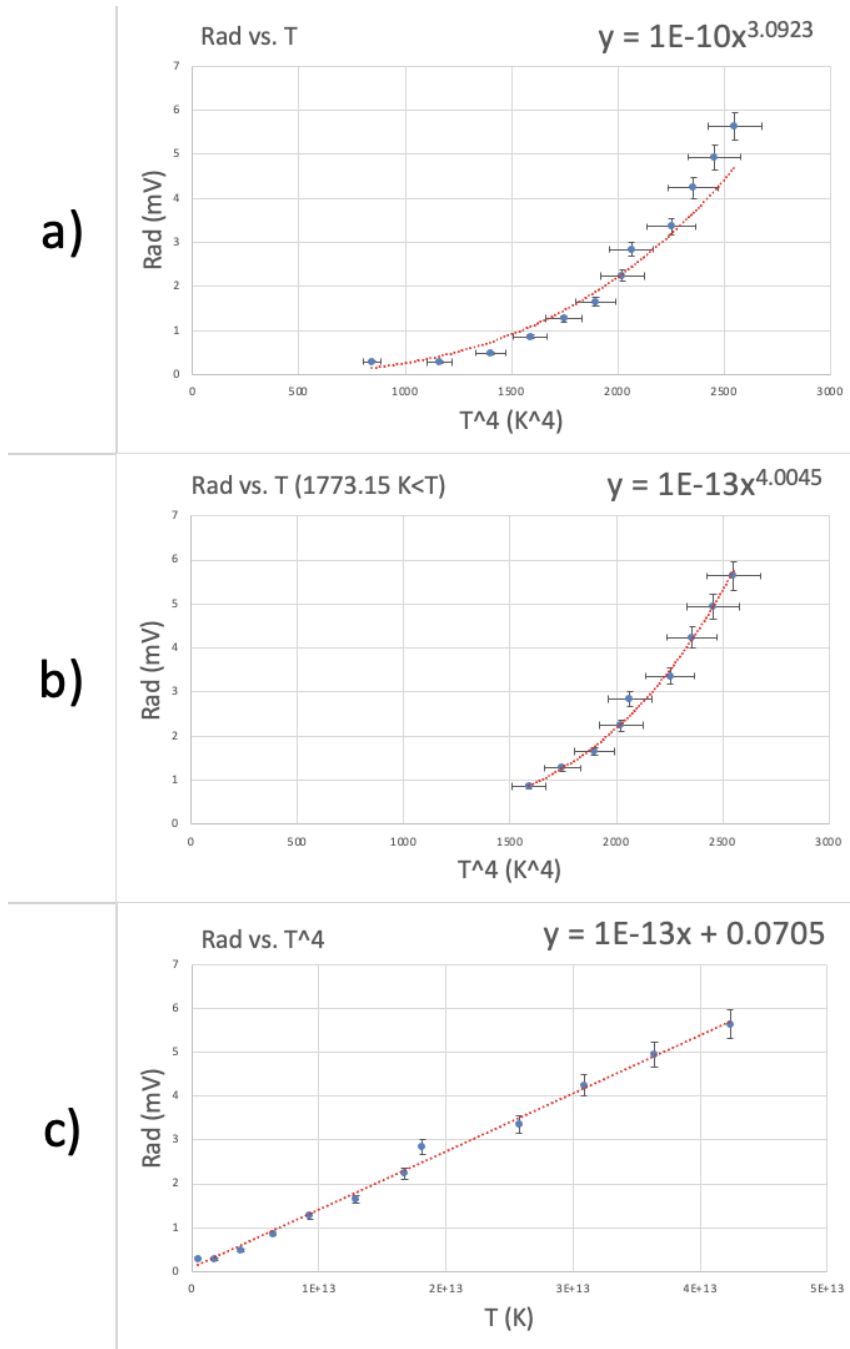 Rad vs. T
y = 1E-10x^3.0923
a)
Rad (mV)
7
6
5
4
3
2
1
0
0 500 1000 1500 2000 2500 3000
T^4 (K^4)
Rad vs. T (1773.15 K<T)
y = 1E-13x^4.0045
b)
Rad (mV)
7
6
5
4
3
2
1
0
0 500 1000 1500 2000 2500 3000
T^4 (K^4)
Rad vs. T^4
y = 1E-13x + 0.0705
c)
Rad (mV)
7
6
5
4
3
2
1
0
0 1E+13 2E+13 3E+13 4E+13 5E+13
T (K)